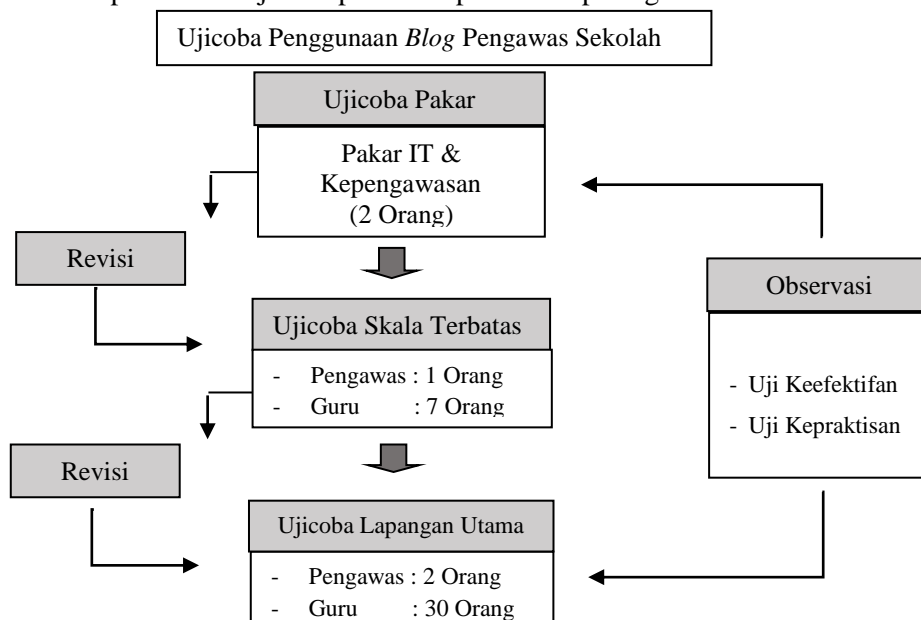 Ujicoba Penggunaan Blog Pengawas Sekolah
Ujicoba Pakar
Pakar IT &
Kepengawasan
(2 Orang)
Revisi
Observasi
- Uji Keefektifan
- Uji Kepraktisan
Ujicoba Skala Terbatas
- Pengawas : 1 Orang
- Guru : 7 Orang
Revisi
Ujicoba Lapangan Utama
- Pengawas : 2 Orang
- Guru : 30 Orang